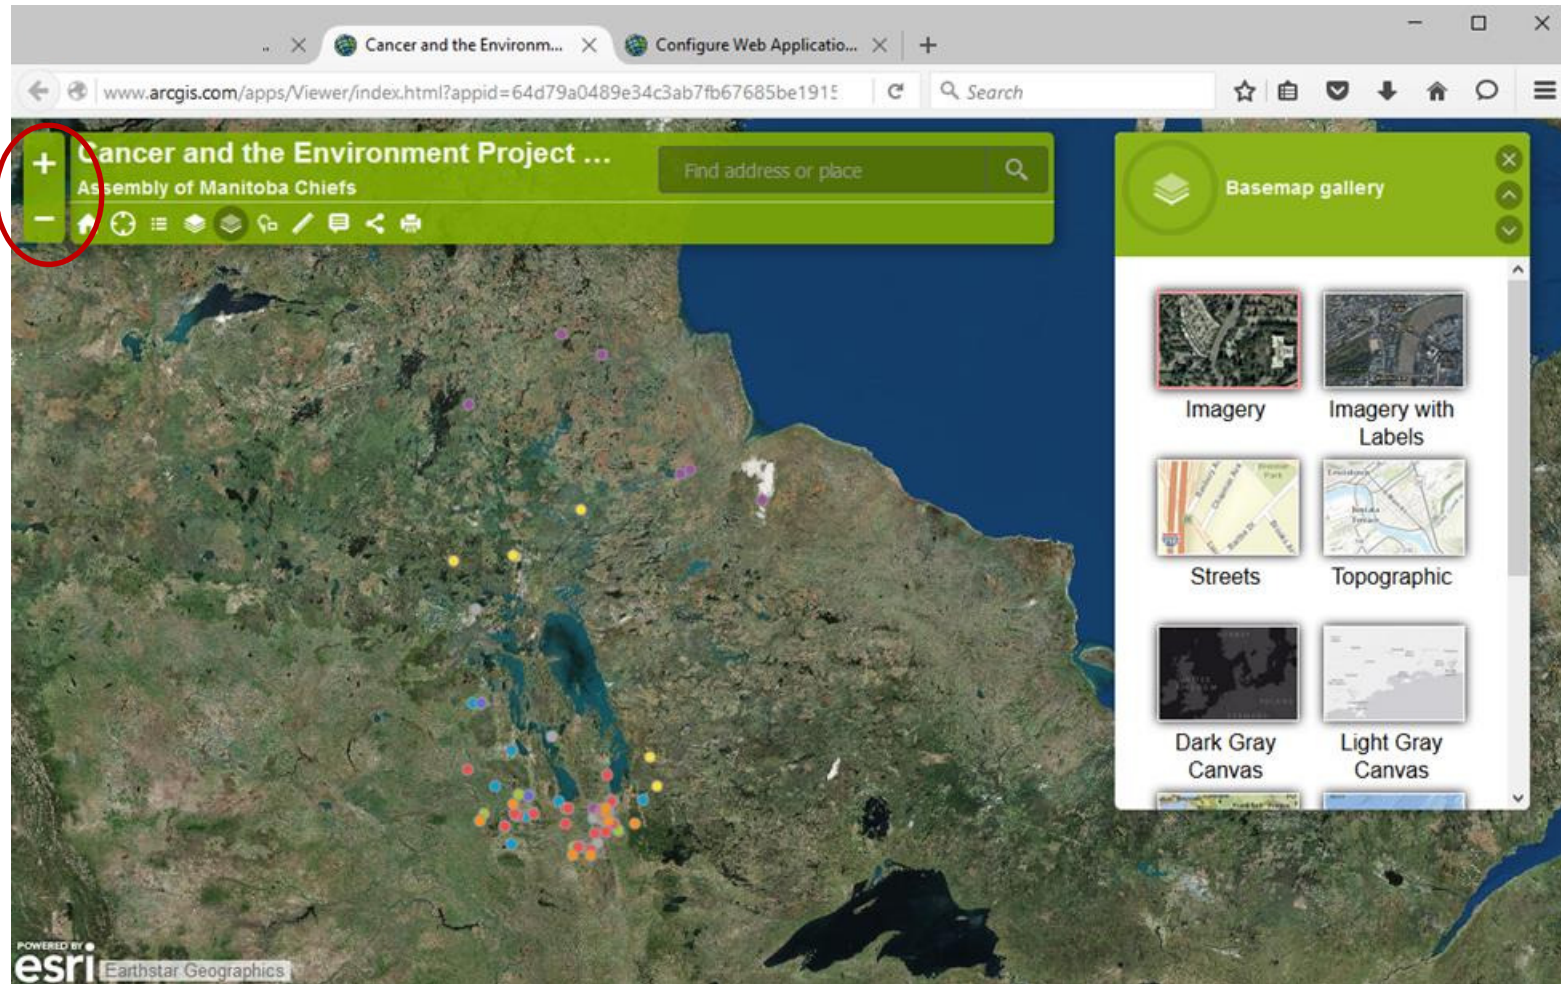 Cancer and the Environm...
Configure Web Applicatio...
www.arcgis.com/apps/Viewer/index.html?appid=64d79a0489e34c3ab7fb67685be1915
Search
Cancer and the Environment Project ...
Assembly of Manitoba Chiefs
Find address or place
Basemap gallery
Imagery
Imagery with
Labels
Streets
Topographic
Dark Gray
Canvas
Light Gray
Canvas
POWERED BY
esri
Earthstar Geographics